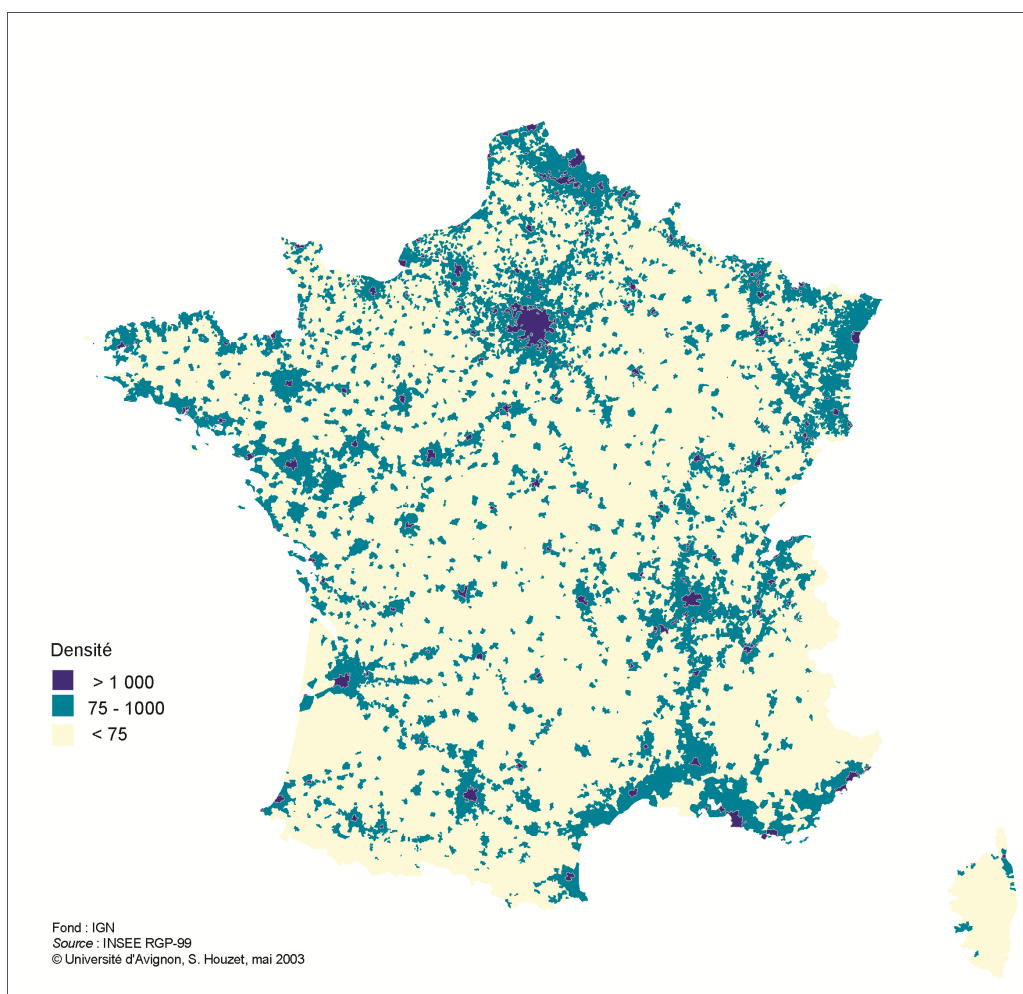 Densité
> 1 000
75 - 1000
< 75
Fond : IGN
Source : INSEE RGP-99
© Université d'Avignon, S. Houzet, mai 2003